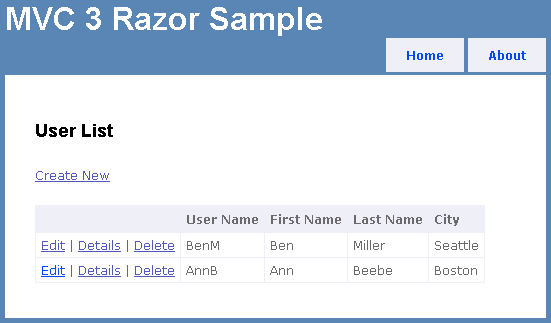 MVC 3 Razor Sample
Home About
User List
Create New
User Name First Name Last Name City
Edit | Details | Delete BenM Ben Miller Seattle
Edit | Details | Delete AnnB Ann Beebe Boston